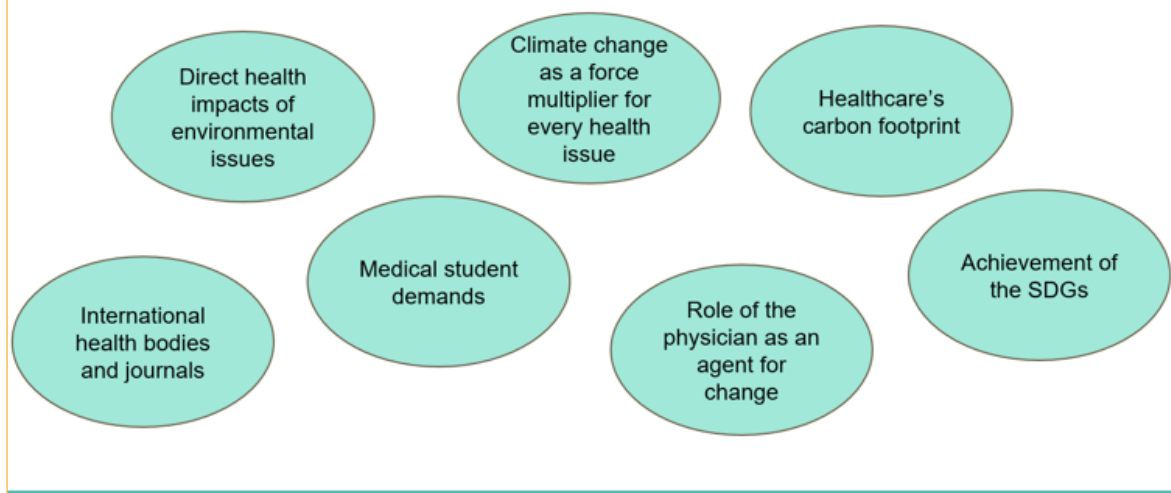 Direct health
impacts of
environmental
issues
Climate change
as a force
multiplier for
every health
issue
Healthcare’s
carbon footprint
International
health bodies
and journals
Medical student
demands
Role of the
physician as an
agent for
change
Achievement of
the SDGs